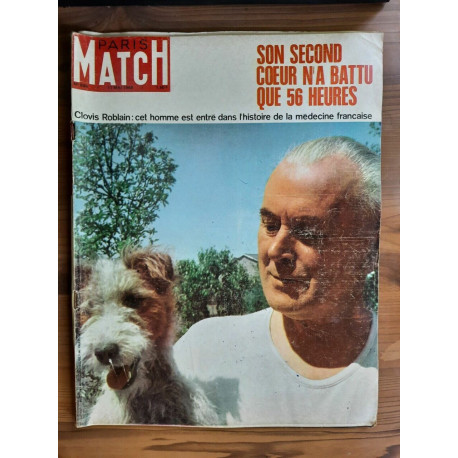 PARIS
MATCH
SON SECOND
COEUR N'A BATTU
QUE 56 HEURES
Clovis Roblain: cet homme est entré dans l'histoire de la médecine française